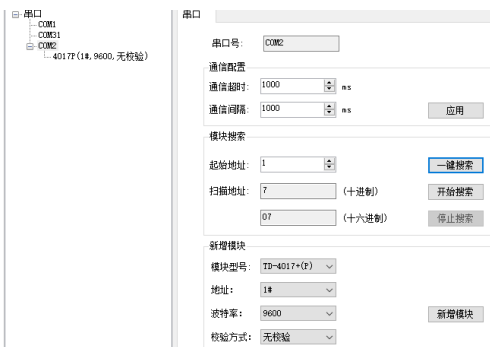 串口
COM1
COM31
COM2
4017P(1#,9600,无校验)
串口
串口号: COM2
通信配置
通信超时: 1000 ms
通信间隔: 1000 ms 应用
模块搜索
起始地址: 1 一键搜索
扫描地址: 7 (十进制) 开始搜索
07 (十六进制) 停止搜索
新增模块
模块型号: TD-4017+(P)
地址: 1#
波特率: 9600 新增模块
校验方式: 无校验